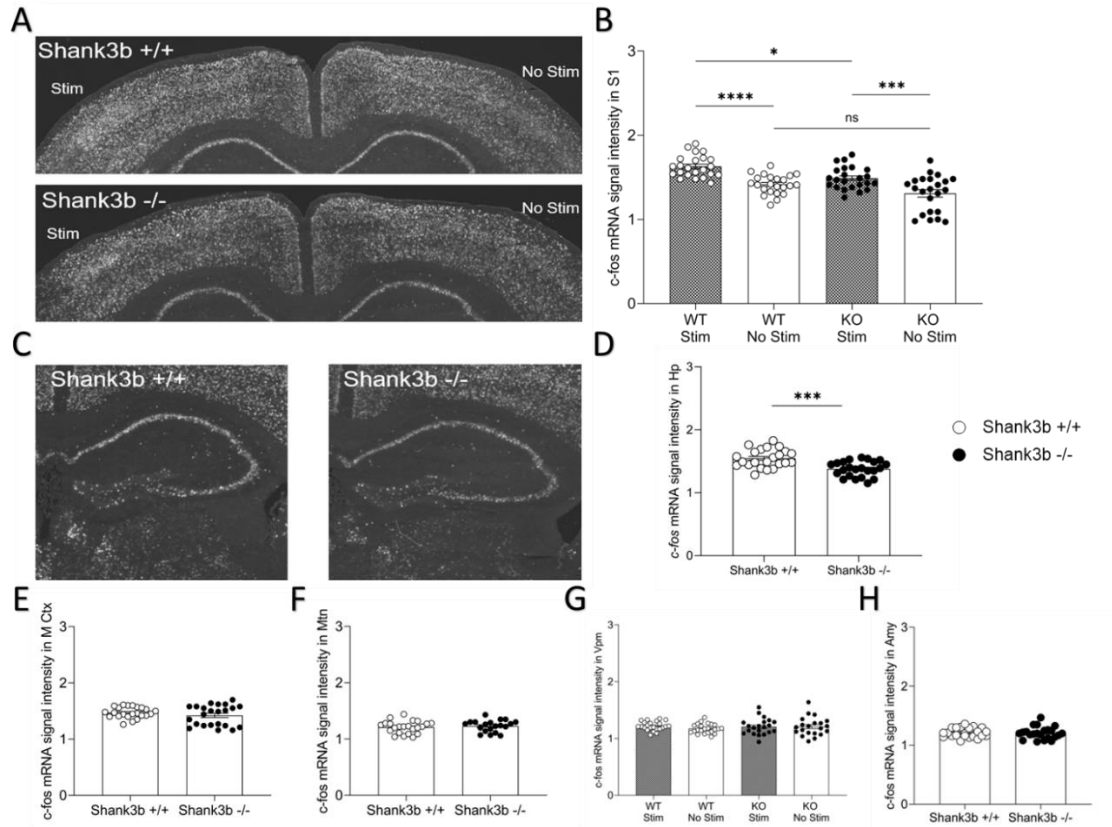 A
Shank3b +/+
Stim
No Stim
Shank3b -/-
Stim
No Stim
B
c-fos mRNA signal intensity in S1
3
2
1
0
*
****
***
ns
WT
Stim
WT
No Stim
KO
Stim
KO
No Stim
C
Shank3b +/+
Shank3b -/-
D
c-fos mRNA signal intensity in Hp
3
2
1
0
***
Shank3b +/+
Shank3b -/-
Shank3b +/+
Shank3b -/-
E
c-fos mRNA signal intensity in M Ctx
3
2
1
0
Shank3b +/+
Shank3b -/-
F
c-fos mRNA signal intensity in Mtn
3
2
1
0
Shank3b +/+
Shank3b -/-
G
c-fos mRNA signal intensity in Vpm
3
2
1
0
WT
Stim
WT
No Stim
KO
Stim
KO
No Stim
H
c-fos mRNA signal intensity in Amy
3
2
1
0
Shank3b +/+
Shank3b -/-